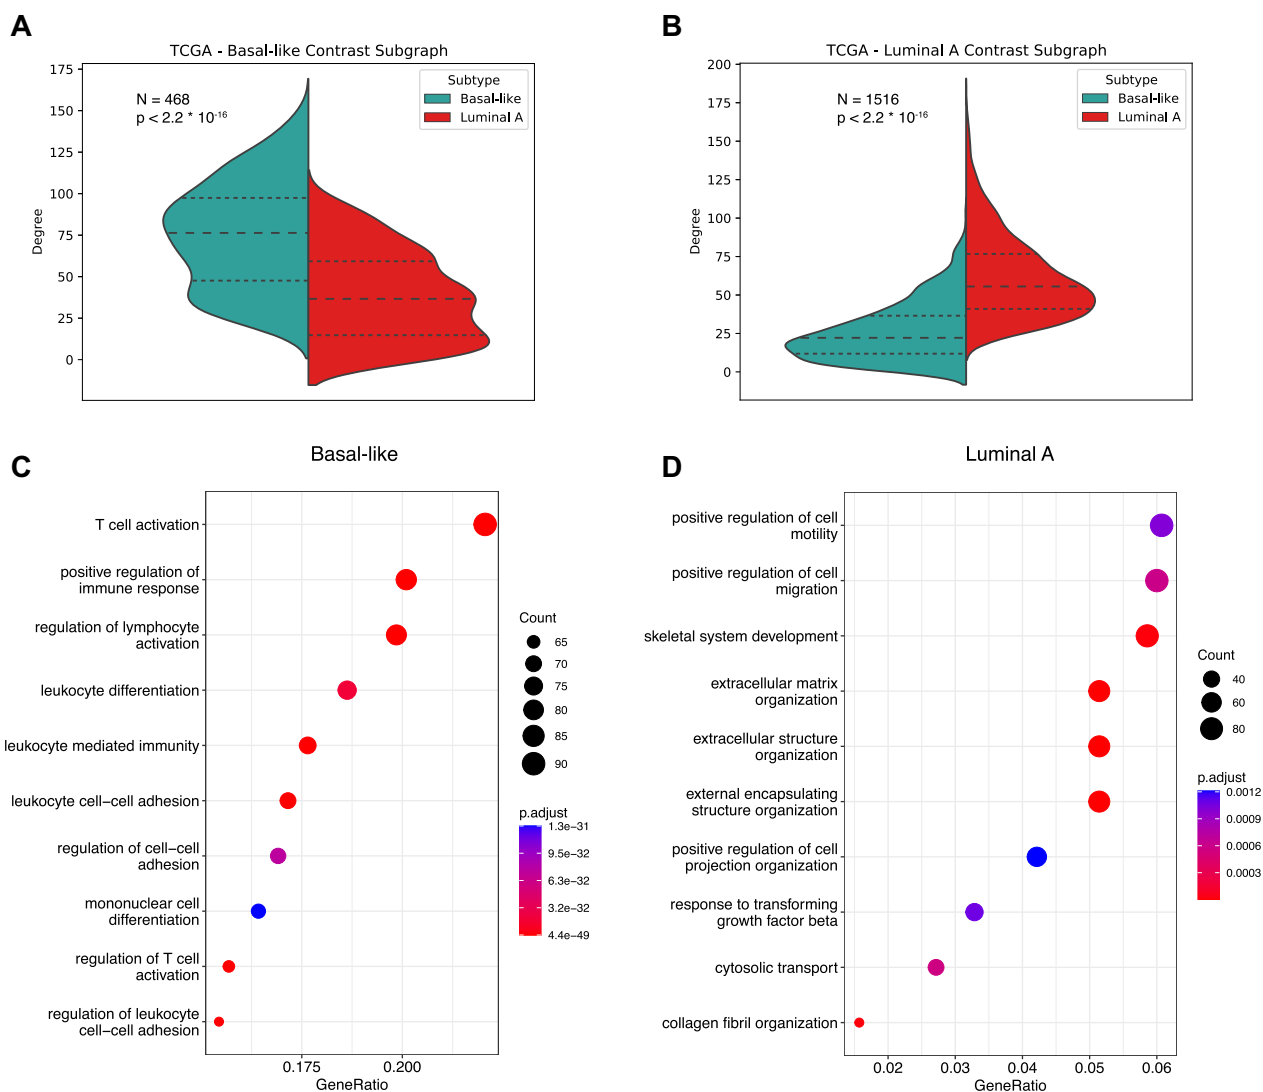 A
TCGA - Basal-like Contrast Subgraph
175
150
125
100
75
50
25
0
Degree
N = 468
p < 2.2 * 10-16
Subtype
Basal-like
Luminal A
B
TCGA - Luminal A Contrast Subgraph
200
175
150
125
100
75
50
25
0
Degree
N = 1516
p < 2.2 * 10-16
Subtype
Basal-like
Luminal A
C
Basal-like
T cell activation
positive regulation of
immune response
regulation of lymphocyte
activation
leukocyte differentiation
leukocyte mediated immunity
leukocyte cell−cell adhesion
regulation of cell−cell
adhesion
mononuclear cell
differentiation
regulation of T cell
activation
regulation of leukocyte
cell−cell adhesion
0.175
0.200
GeneRatio
Count
65
70
75
80
85
90
p.adjust
1.3e−31
9.5e−32
6.3e−32
3.2e−32
4.4e−49
D
Luminal A
positive regulation of cell
motility
positive regulation of cell
migration
skeletal system development
extracellular matrix
organization
extracellular structure
organization
external encapsulating
structure organization
positive regulation of cell
projection organization
response to transforming
growth factor beta
cytosolic transport
collagen fibril organization
0.02
0.03
0.04
0.05
0.06
GeneRatio
Count
40
60
80
p.adjust
0.0012
0.0009
0.0006
0.0003